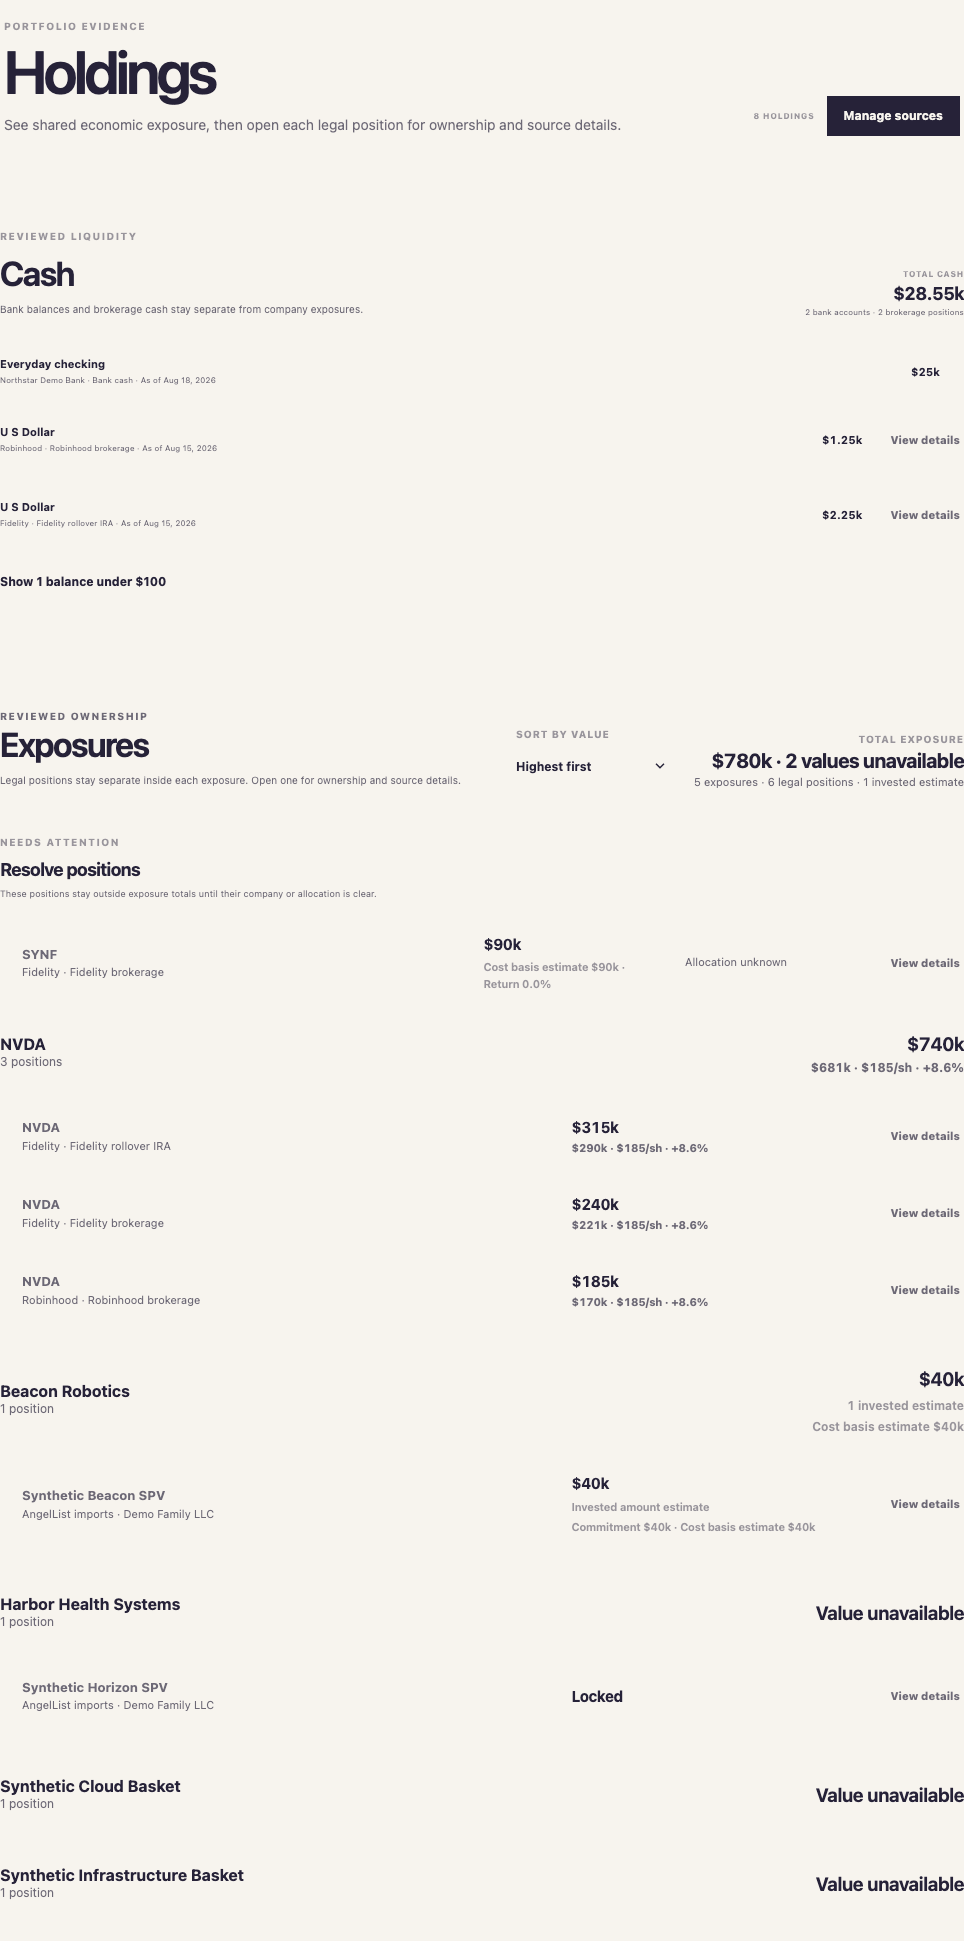 PORTFOLIO EVIDENCE
Holdings
See shared economic exposure, then open each legal position for ownership and source details.
8 HOLDINGS
Manage sources
REVIEWED LIQUIDITY
Cash
Bank balances and brokerage cash stay separate from company exposures.
TOTAL CASH
$28.55k
2 bank accounts · 2 brokerage positions
Everyday checking
Northstar Demo Bank · Bank cash · As of Aug 18, 2026
$25k
U S Dollar
Robinhood · Robinhood brokerage · As of Aug 15, 2026
$1.25k
View details
U S Dollar
Fidelity · Fidelity rollover IRA · As of Aug 15, 2026
$2.25k
View details
Show 1 balance under $100
REVIEWED OWNERSHIP
Exposures
Legal positions stay separate inside each exposure. Open one for ownership and source details.
SORT BY VALUE
Highest first
TOTAL EXPOSURE
$780k · 2 values unavailable
5 exposures · 6 legal positions · 1 invested estimate
NEEDS ATTENTION
Resolve positions
These positions stay outside exposure totals until their company or allocation is clear.
SYNF
Fidelity · Fidelity brokerage
$90k
Cost basis estimate $90k ·
Return 0.0%
Allocation unknown
View details
NVDA
3 positions
$740k
$681k · $185/sh · +8.6%
NVDA
Fidelity · Fidelity rollover IRA
$315k
$290k · $185/sh · +8.6%
View details
NVDA
Fidelity · Fidelity brokerage
$240k
$221k · $185/sh · +8.6%
View details
NVDA
Robinhood · Robinhood brokerage
$185k
$170k · $185/sh · +8.6%
View details
Beacon Robotics
1 position
$40k
1 invested estimate
Cost basis estimate $40k
Synthetic Beacon SPV
AngelList imports · Demo Family LLC
$40k
Invested amount estimate
Commitment $40k · Cost basis estimate $40k
View details
Harbor Health Systems
1 position
Value unavailable
Synthetic Horizon SPV
AngelList imports · Demo Family LLC
Locked
View details
Synthetic Cloud Basket
1 position
Value unavailable
Synthetic Infrastructure Basket
1 position
Value unavailable